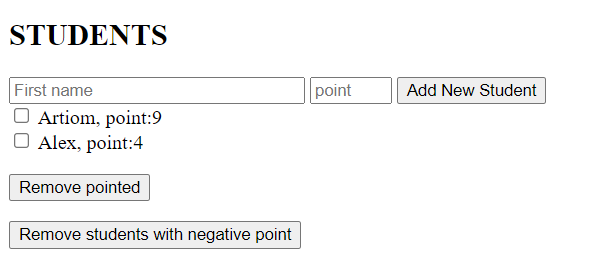 STUDENTS
First name point Add New Student
Artiom, point:9
Alex, point:4
Remove pointed
Remove students with negative point